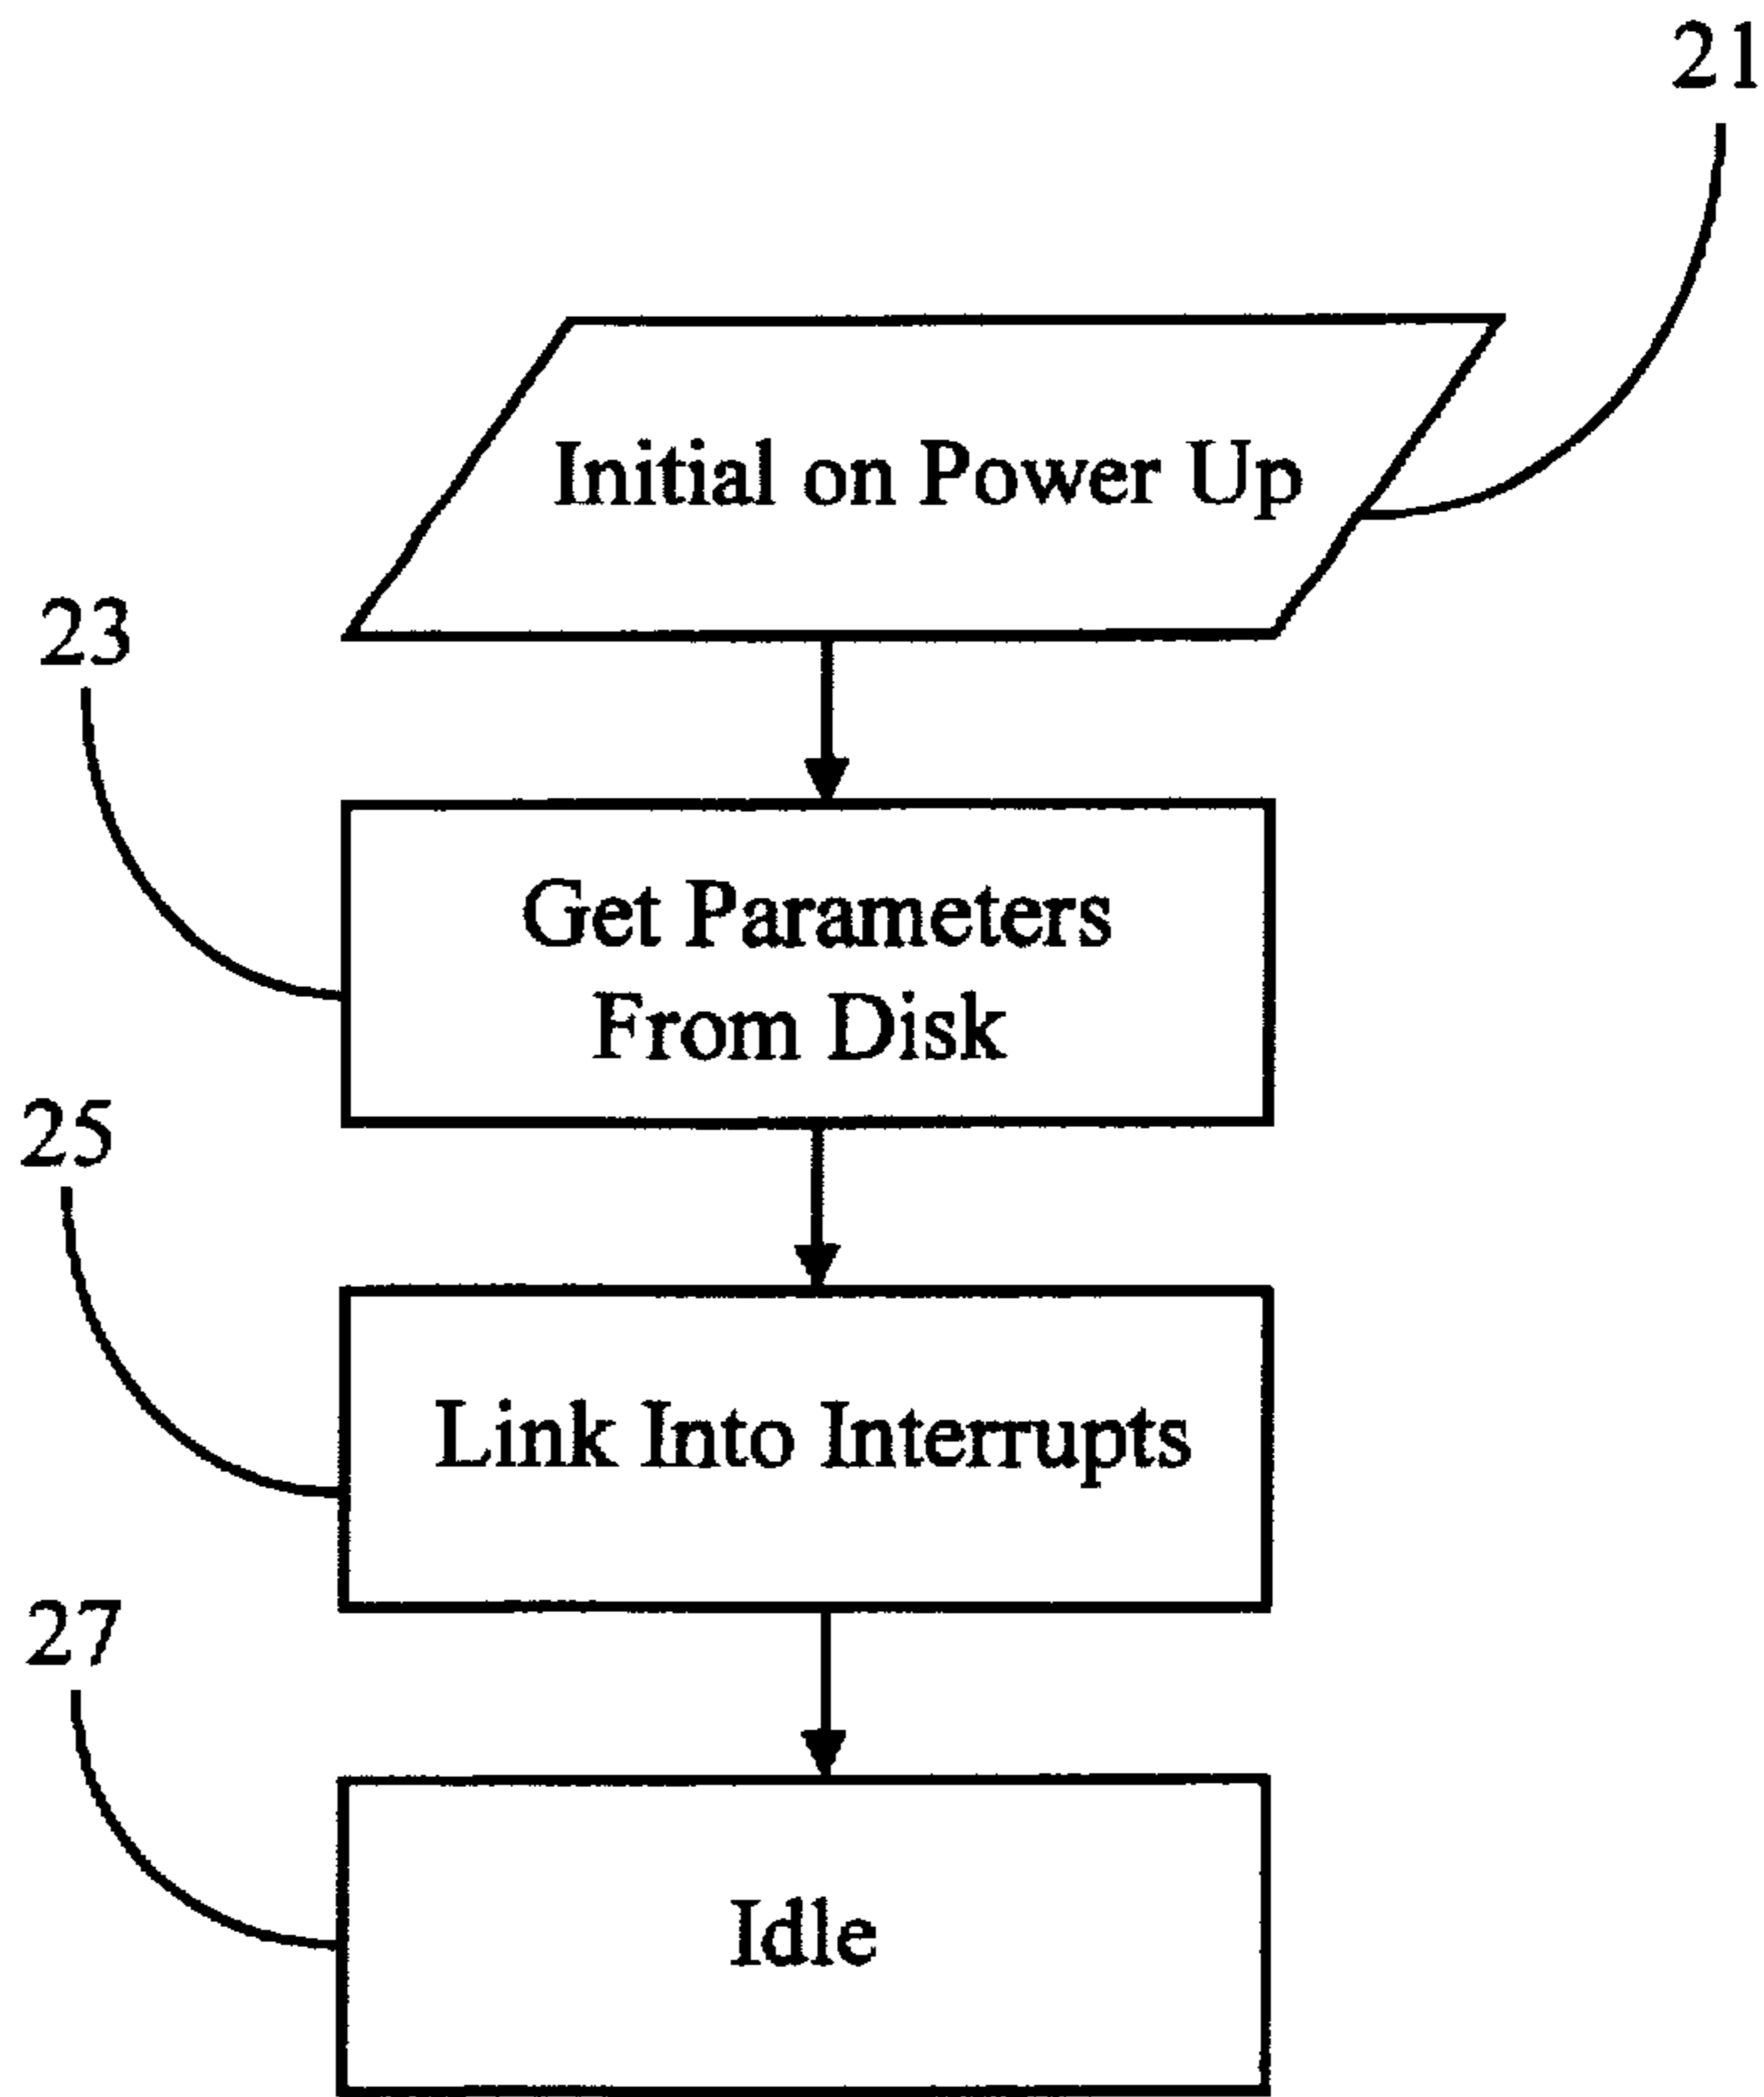 21
Initial on Power Up
23
Get Parameters
From Disk
25
Link Into Interrupts
27
Idle